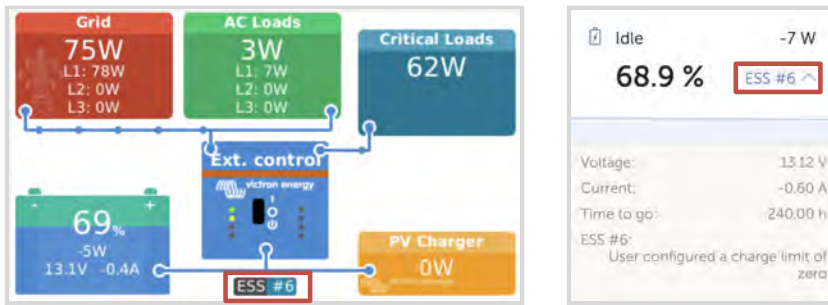 Grid
75W
L1: 78W
L2: 0W
L3: 0W
AC Loads
3W
L1: 7W
L2: 0W
L3: 0W
Critical Loads
62W
Ext. control
victron energy
1
69%
-5W
13.1V -0.4A
- +
PV Charger
0W
ESS #6
Idle -7 W
68.9 % ESS #6
Voltage: 13.12 V
Current: -0.60 A
Time to go: 240.00 h
ESS #6:
User configured a charge limit of
zero